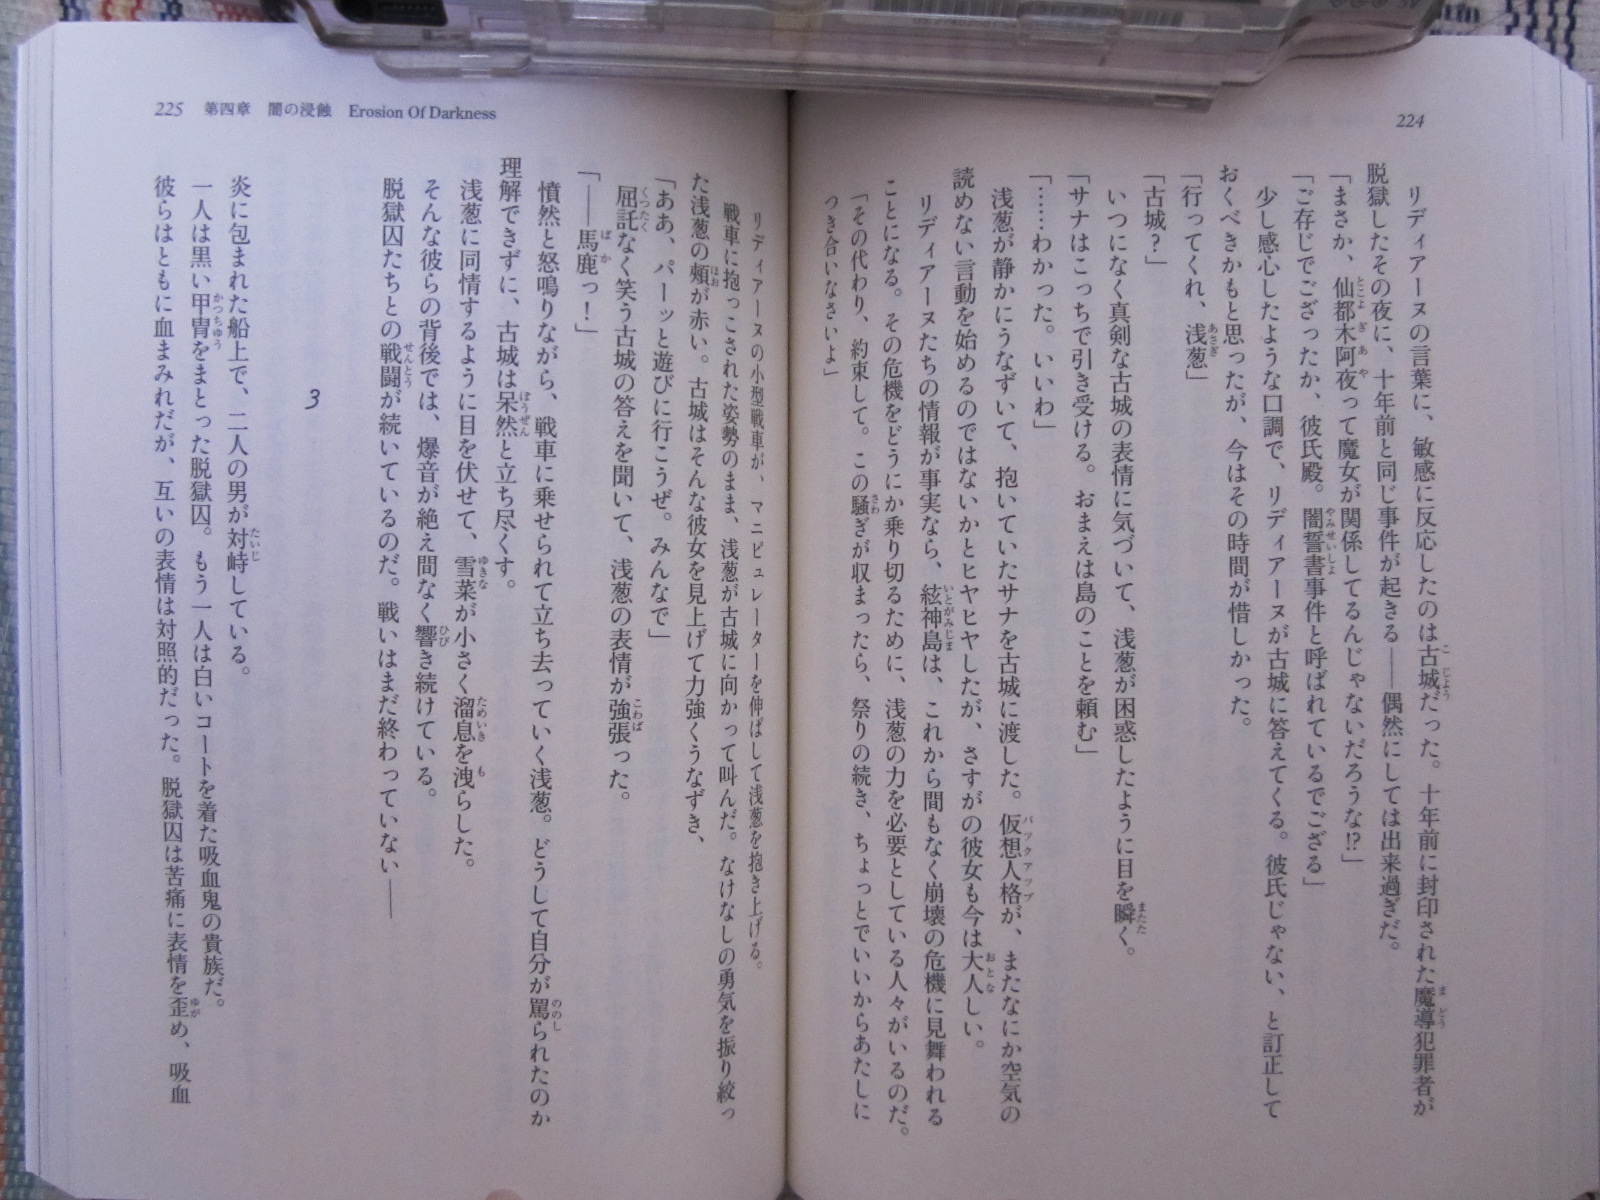 224
リディアーヌの言葉に、敏感に反応したのは古城だった。十年前に封印された魔導犯罪者が
脱獄したその夜に、十年前と同じ事件が起きる――偶然にしては出来過ぎだ。
「まさか、仙都木阿夜って魔女が関係してるんじゃないだろうな!?」
「ご存じでござったか、彼氏殿。闇誓書事件と呼ばれているでござる」
少し感心したような口調で、リディアーヌが古城に答えてくる。彼氏じゃない、と訂正して
おくべきかもと思ったが、今はその時間が惜しかった。
「行ってくれ、浅葱」
「古城？」
いつになく真剣な古城の表情に気づいて、浅葱が困惑したように目を瞬く。
「サナはこっちで引き受ける。おまえは島のことを頼む」
「……わかった。いいわ」
浅葱が静かにうなずいて、抱いていたサナを古城に渡した。仮想人格が、またなにか空気の
読めない言動を始めるのではないかとヒヤヒヤしたが、さすがの彼女も今は大人しい。
リディアーヌたちの情報が事実なら、絃神島は、これから間もなく崩壊の危機に見舞われる
ことになる。その危機をどうにか乗り切るために、浅葱の力を必要としている人々がいるのだ。
「その代わり、約束して。この騒ぎが収まったら、祭りの続き、ちょっとでいいからあたしに
つき合いなさいよ」
リディアーヌの小型戦車が、マニピュレーターを伸ばして浅葱を抱き上げる。
戦車に抱っこされた姿勢のまま、浅葱が古城に向かって叫んだ。なけなしの勇気を振り絞っ
た浅葱の頬が赤い。古城はそんな彼女を見上げて力強くうなずき、
「ああ、パーッと遊びに行こうぜ。みんなで」
屈託なく笑う古城の答えを聞いて、浅葱の表情が強張った。
「――馬鹿っ！」
憤然と怒鳴りながら、戦車に乗せられて立ち去っていく浅葱。どうして自分が罵られたのか
理解できずに、古城は呆然と立ち尽くす。
浅葱に同情するように目を伏せて、雪菜が小さく溜息を洩らした。
そんな彼らの背後では、爆音が絶え間なく響き続けている。
脱獄囚たちとの戦闘が続いているのだ。戦いはまだ終わっていない――
3
炎に包まれた船上で、二人の男が対峙している。
一人は黒い甲冑をまとった脱獄囚。もう一人は白いコートを着た吸血鬼の貴族だ。
彼らはともに血まみれだが、互いの表情は対照的だった。脱獄囚は苦痛に表情を歪め、吸血
225 第四章 闇の浸蝕 Erosion Of Darkness